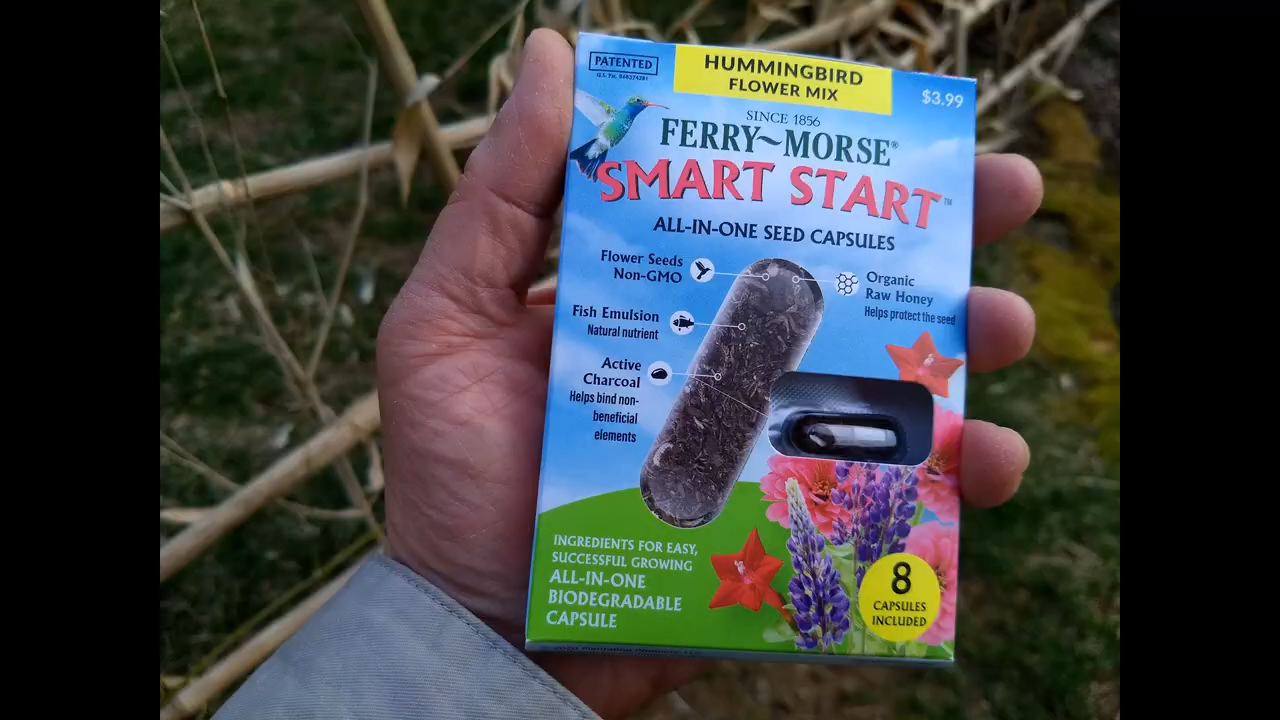 PATENTED
HUMMINGBIRD
FLOWER MIX
$3.99
SINCE 1856
FERRY~MORSE®
SMART START™
ALL-IN-ONE SEED CAPSULES
Flower Seeds
Non-GMO
Organic
Raw Honey
Helps protect the seed
Fish Emulsion
Natural nutrient
Active
Charcoal
Helps bind non-
beneficial
elements
INGREDIENTS FOR EASY,
SUCCESSFUL GROWING
ALL-IN-ONE
BIODEGRADABLE
CAPSULE
8
CAPSULES
INCLUDED